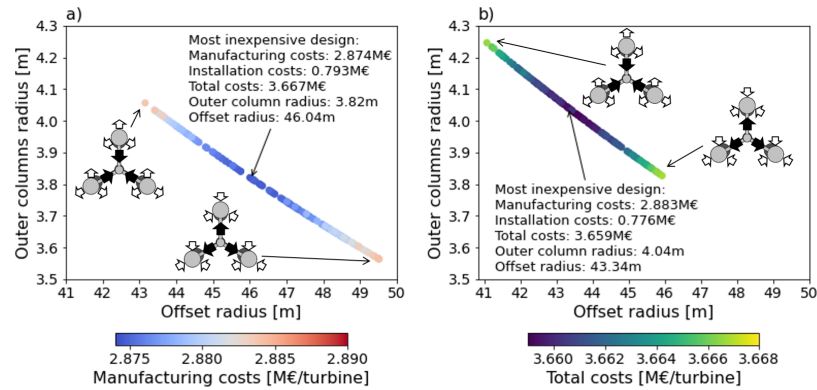 a)
4.3
4.2
4.1
4.0
3.9
3.8
3.7
3.6
3.5
Outer columns radius [m]
Most inexpensive design:
Manufacturing costs: 2.874M€
Installation costs: 0.793M€
Total costs: 3.667M€
Outer column radius: 3.82m
Offset radius: 46.04m
41 42 43 44 45 46 47 48 49 50
Offset radius [m]
2.875 2.880 2.885 2.890
Manufacturing costs [M€/turbine]
b)
4.3
4.2
4.1
4.0
3.9
3.8
3.7
3.6
3.5
Outer columns radius [m]
Most inexpensive design:
Manufacturing costs: 2.883M€
Installation costs: 0.776M€
Total costs: 3.659M€
Outer column radius: 4.04m
Offset radius: 43.34m
41 42 43 44 45 46 47 48 49 50
Offset radius [m]
3.660 3.662 3.664 3.666 3.668
Total costs [M€/turbine]